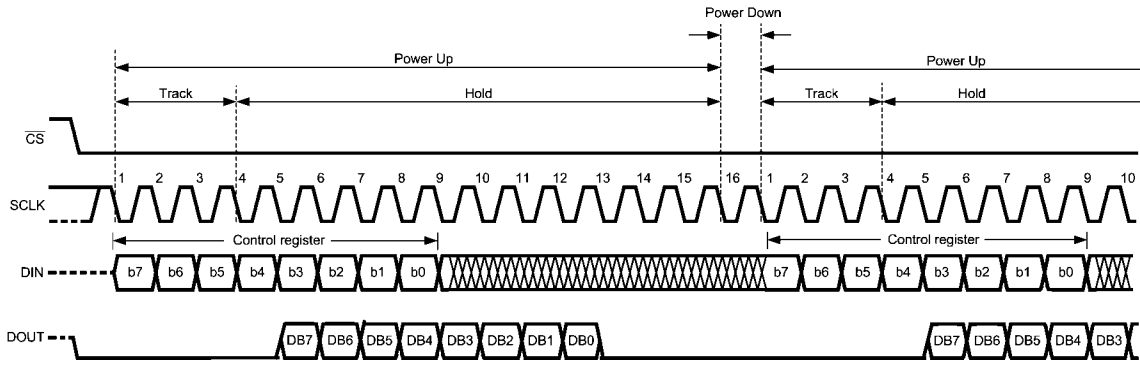 Power Down
Power Up Power Up
Track Hold Track Hold
CS
1 2 3 4 5 6 7 8 9 10 11 12 13 14 15 16 1 2 3 4 5 6 7 8 9 10
SCLK
Control register Control register
DIN b7 b6 b5 b4 b3 b2 b1 b0 b7 b6 b5 b4 b3 b2 b1 b0
DOUT DB7 DB6 DB5 DB4 DB3 DB2 DB1 DB0 DB7 DB6 DB5 DB4 DB3